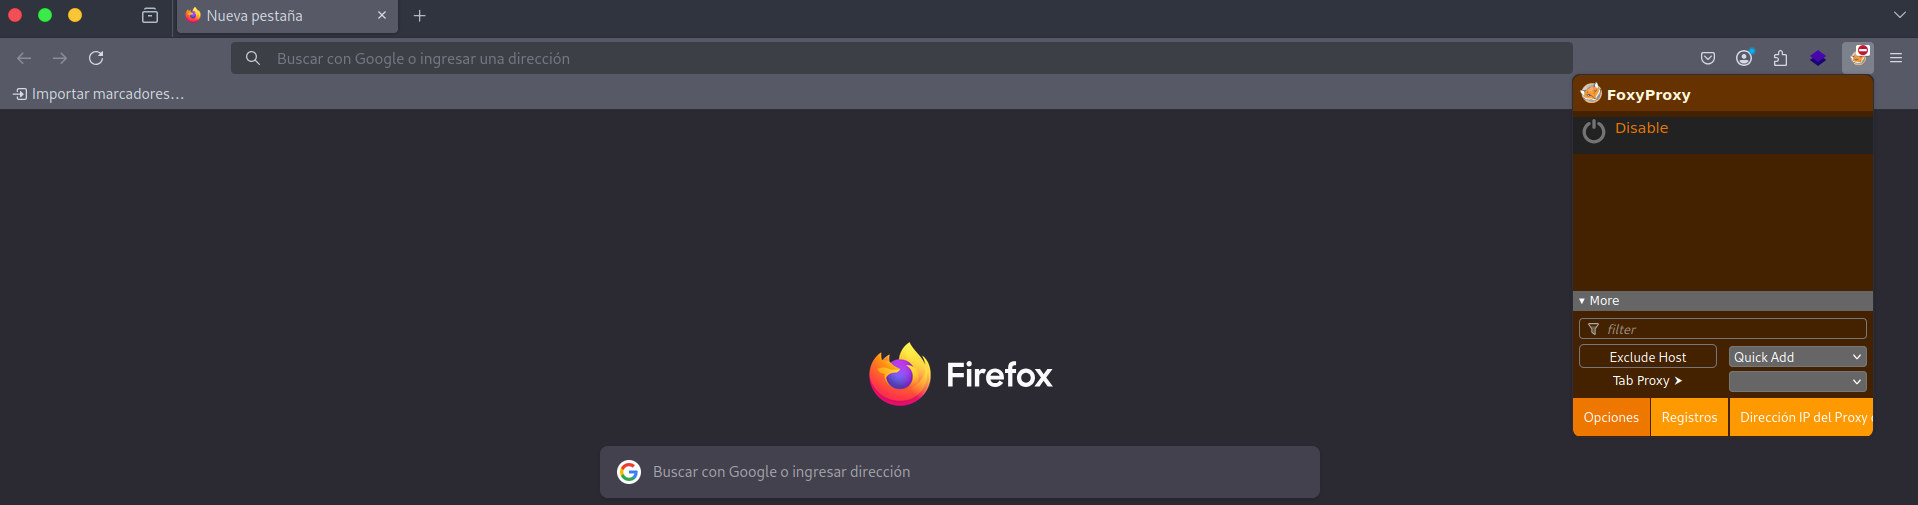 Nueva pestaña
Buscar con Google o ingresar una dirección
Importar marcadores...
FoxyProxy
Disable
More
filter
Exclude Host
Quick Add
Tab Proxy
Opciones
Registros
Dirección IP del Proxy
Firefox
Buscar con Google o ingresar dirección